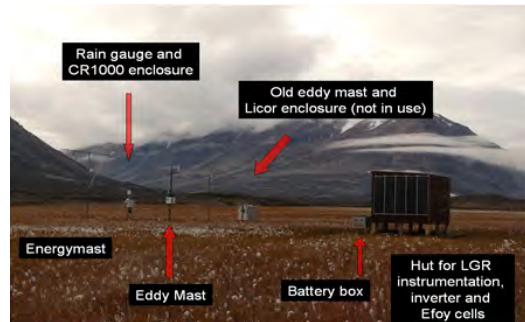 Rain gauge and
CR1000 enclosure
Old eddy mast and
Licor enclosure (not in use)
Energymast
Eddy Mast
Battery box
Hut for LGR
instrumentation,
inverter and
Efoy cells